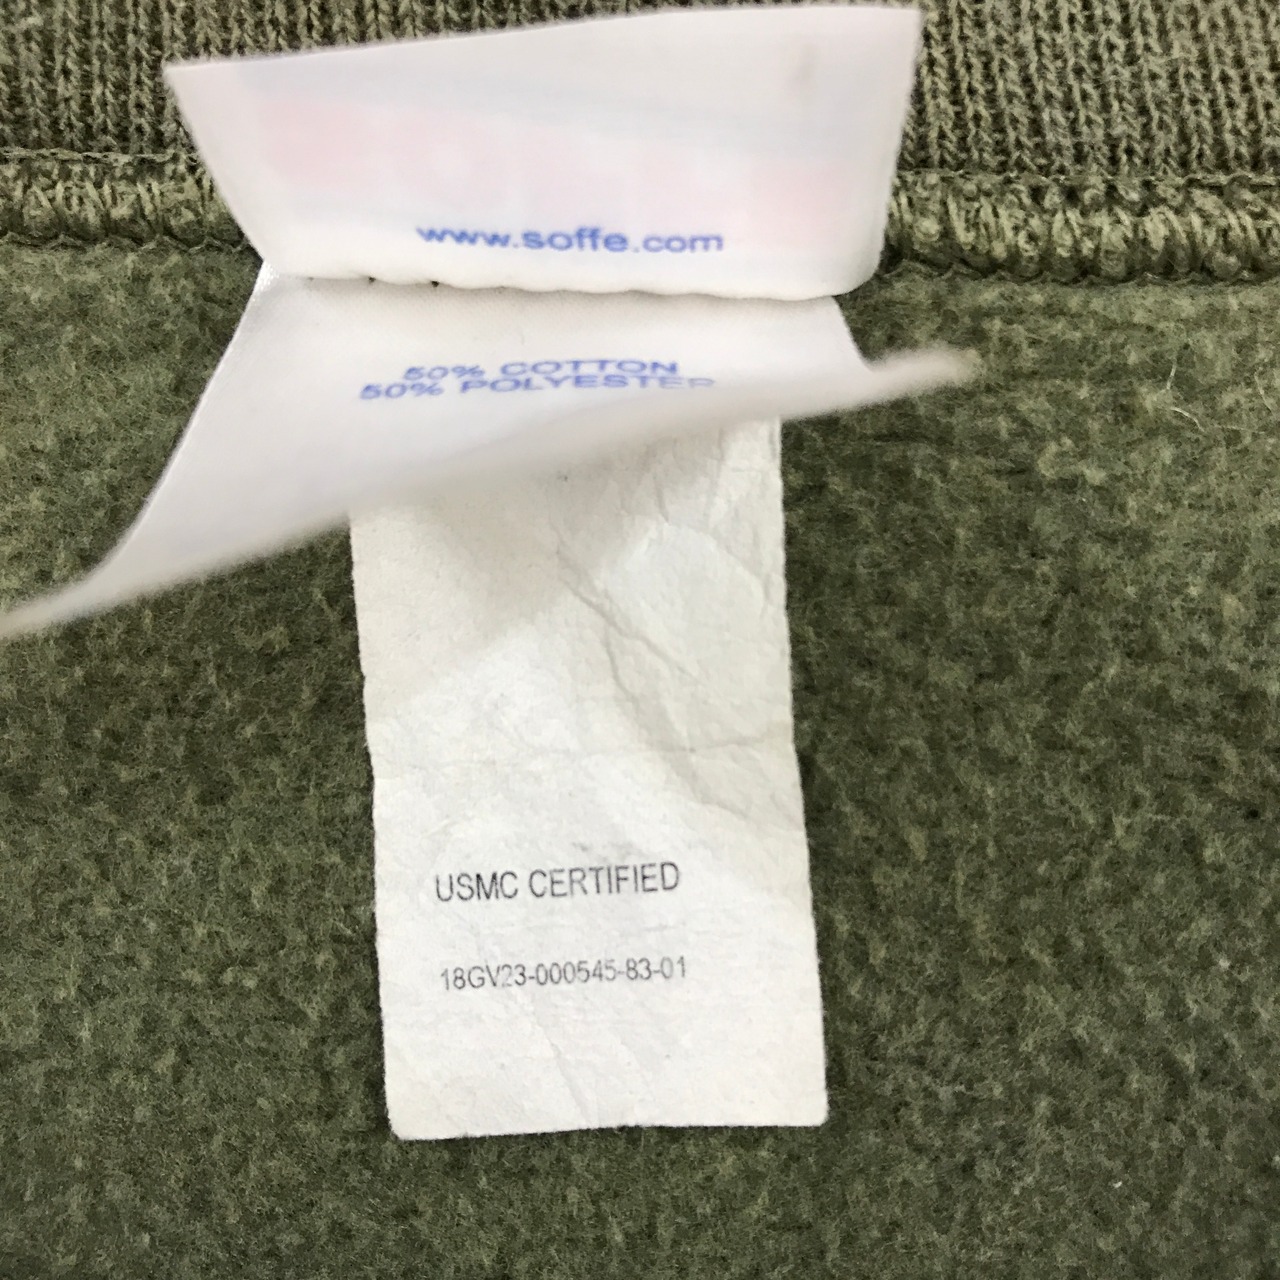 www.soffe.com
50% COTTON
50% POLYESTER
USMC CERTIFIED
18GV23-000545-83-01